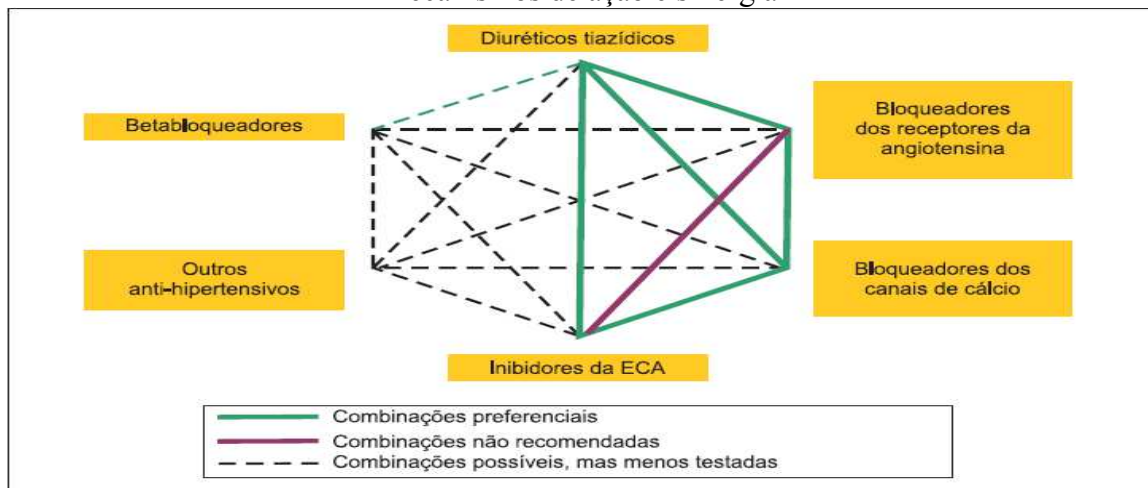 Diuréticos tiazídicos
Betabloqueadores
Bloqueadores
dos receptores da
angiotensina
Outros
anti-hipertensivos
Bloqueadores dos
canais de cálcio
Inibidores da ECA
Combinações preferenciais
Combinações não recomendadas
Combinações possíveis, mas menos testadas